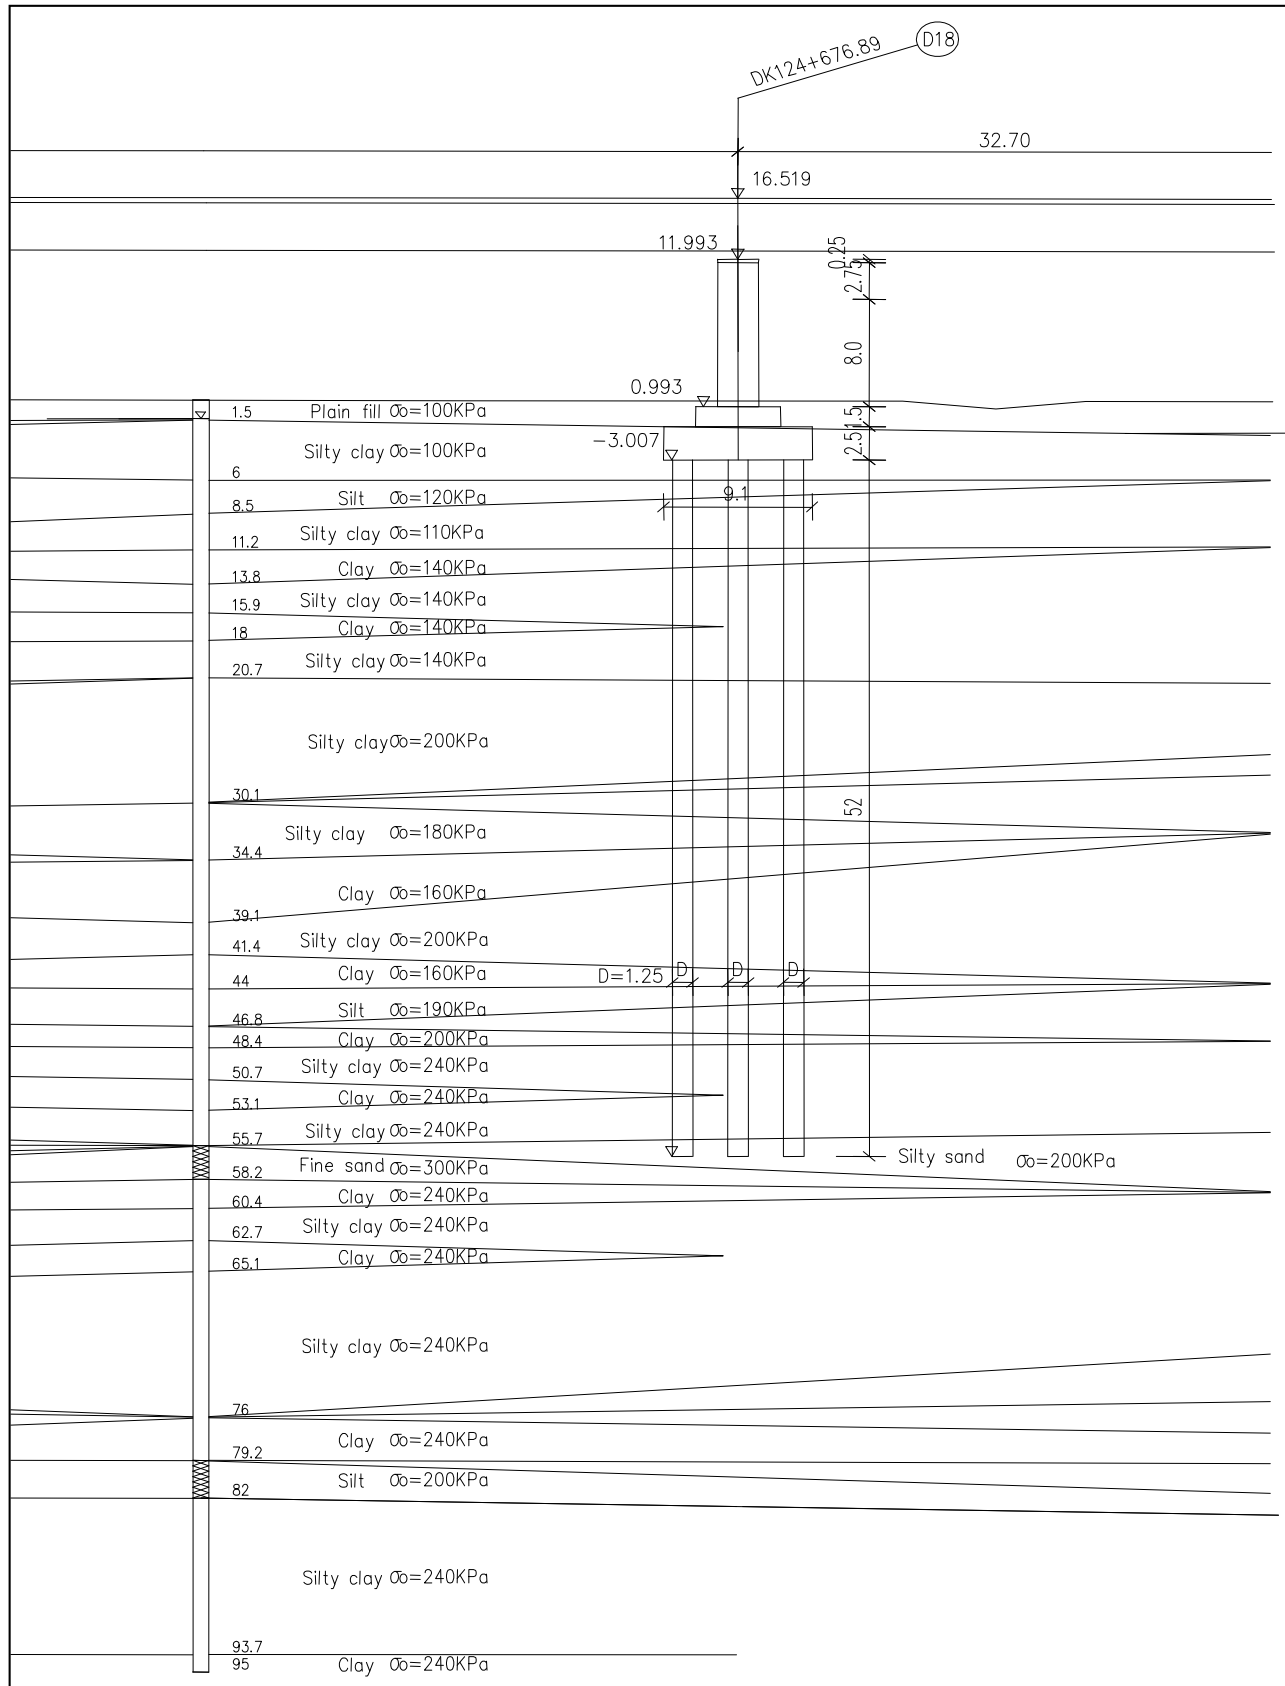 D18
DK124+676.89
32.70
16.519
11.993
0.25
2.75
8.0
0.993
1.5
Plain fill σo=100KPa
1.5
-3.007
2.5
Silty clay σo=100KPa
6
9.1
Silt σo=120KPa
8.5
Silty clay σo=110KPa
11.2
Clay σo=140KPa
13.8
Silty clay σo=140KPa
15.9
Clay σo=140KPa
18
Silty clay σo=140KPa
20.7
Silty clay σo=200KPa
30.1
52
Silty clay σo=180KPa
34.4
Clay σo=160KPa
39.1
Silty clay σo=200KPa
41.4
Clay σo=160KPa
D=1.25 D D D
44
Silt σo=190KPa
46.8
Clay σo=200KPa
48.4
Silty clay σo=240KPa
50.7
Clay σo=240KPa
53.1
Silty clay σo=240KPa
55.7
Silty sand σo=200KPa
Fine sand σo=300KPa
58.2
Clay σo=240KPa
60.4
Silty clay σo=240KPa
62.7
Clay σo=240KPa
65.1
Silty clay σo=240KPa
76
Clay σo=240KPa
79.2
Silt σo=200KPa
82
Silty clay σo=240KPa
93.7
95
Clay σo=240KPa